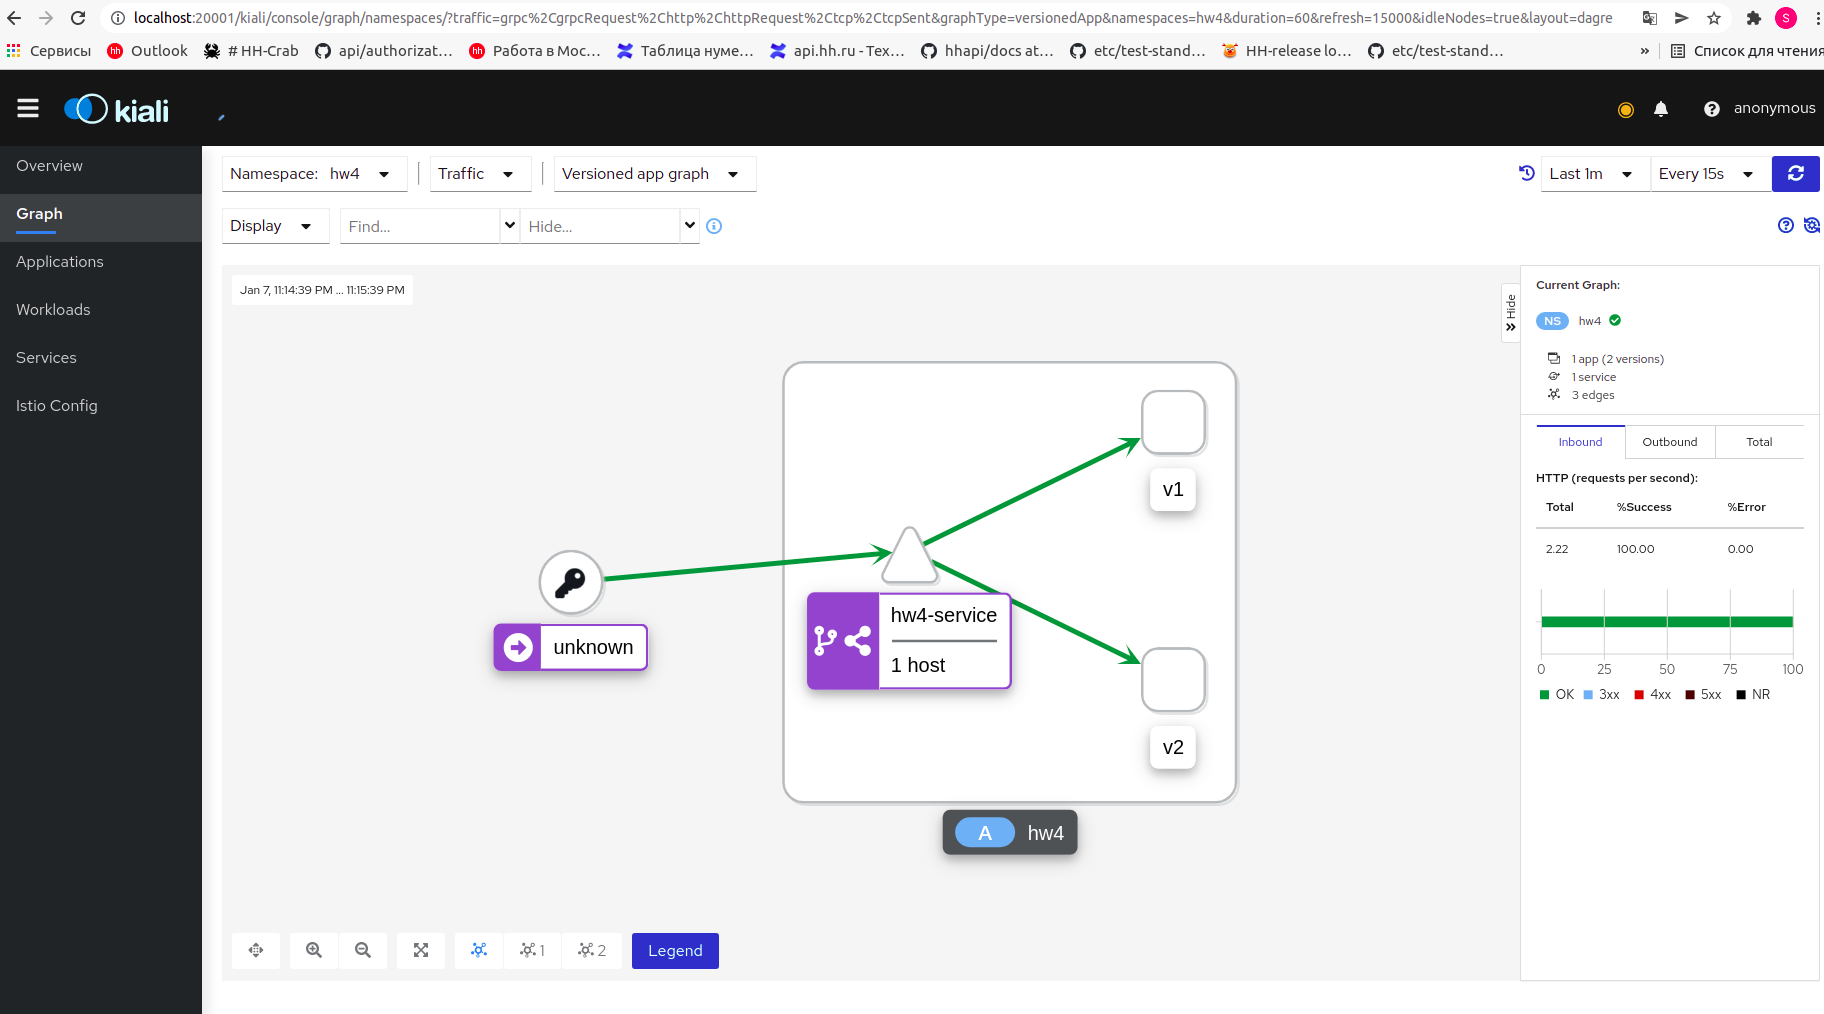 localhost:20001/kiali/console/graph/namespaces/?traffic=grpc%2CgrpcRequest%2Chttp%2ChttpRequest%2Ctcp%2CtcpSent&graphType=versionedApp&namespaces=hw4&duration=60&refresh=15000&idleNodes=true&layout=dagre
S
Сервисы
hh
Outlook
# HH-Crab
api/authorizat…
hh
Работа в Мос…
Таблица нуме…
api.hh.ru - Тех…
hhapi/docs at…
etc/test-stand…
HH-release lo…
etc/test-stand…
»
Список для чтения
kiali
anonymous
Overview
Graph
Applications
Workloads
Services
Istio Config
Namespace: hw4
Traffic
Versioned app graph
Last 1m
Every 15s
Display
Find...
Hide...
Jan 7, 11:14:39 PM ... 11:15:39 PM
Hide
unknown
hw4-service
1 host
v1
v2
A hw4
1
2
Legend
Current Graph:
NS hw4
1 app (2 versions)
1 service
3 edges
Inbound
Outbound
Total
HTTP (requests per second):
Total %Success %Error
2.22 100.00 0.00
0 25 50 75 100
OK 3xx 4xx 5xx NR